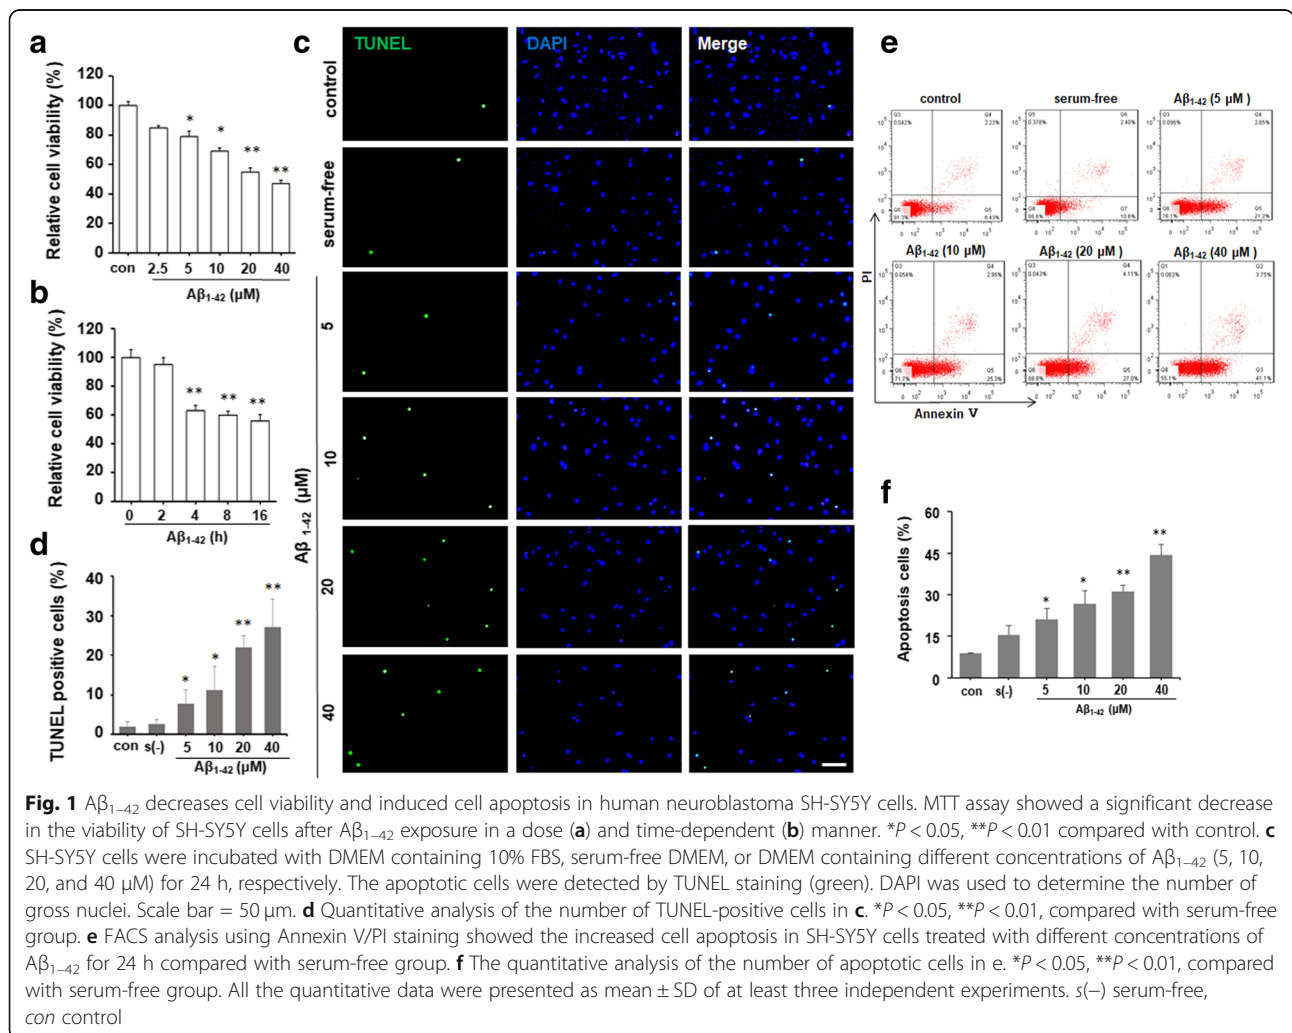 a
Relative cell viability (%)
120
100
80
60
40
20
0
*
*
**
**
con 2.5 5 10 20 40
Aβ1-42 (μM)
b
Relative cell viability (%)
120
100
80
60
40
20
0
** ** **
0 2 4 8 16
Aβ1-42 (h)
c
TUNEL DAPI Merge
control
serum-free
5
10
20
40
Aβ 1-42 (μM)
d
TUNEL positive cells (%)
40
30
20
10
0
*
*
**
**
con s(-) 5 10 20 40
Aβ1-42 (μM)
e
control serum-free Aβ1-42 (5 μM )
Aβ1-42 (10 μM) Aβ1-42 (20 μM ) Aβ1-42 (40 μM )
PI
Annexin V
f
Apoptosis cells (%)
60
45
30
15
0
*
*
**
**
con s(-) 5 10 20 40
Aβ1-42 (μM)
Fig. 1 Aβ1–42 decreases cell viability and induced cell apoptosis in human neuroblastoma SH-SY5Y cells. MTT assay showed a significant decrease
in the viability of SH-SY5Y cells after Aβ1–42 exposure in a dose (a) and time-dependent (b) manner. *P < 0.05, **P < 0.01 compared with control. c
SH-SY5Y cells were incubated with DMEM containing 10% FBS, serum-free DMEM, or DMEM containing different concentrations of Aβ1–42 (5, 10,
20, and 40 μM) for 24 h, respectively. The apoptotic cells were detected by TUNEL staining (green). DAPI was used to determine the number of
gross nuclei. Scale bar = 50 μm. d Quantitative analysis of the number of TUNEL-positive cells in c. *P < 0.05, **P < 0.01, compared with serum-free
group. e FACS analysis using Annexin V/PI staining showed the increased cell apoptosis in SH-SY5Y cells treated with different concentrations of
Aβ1–42 for 24 h compared with serum-free group. f The quantitative analysis of the number of apoptotic cells in e. *P < 0.05, **P < 0.01, compared
with serum-free group. All the quantitative data were presented as mean ± SD of at least three independent experiments. s(−) serum-free,
con control